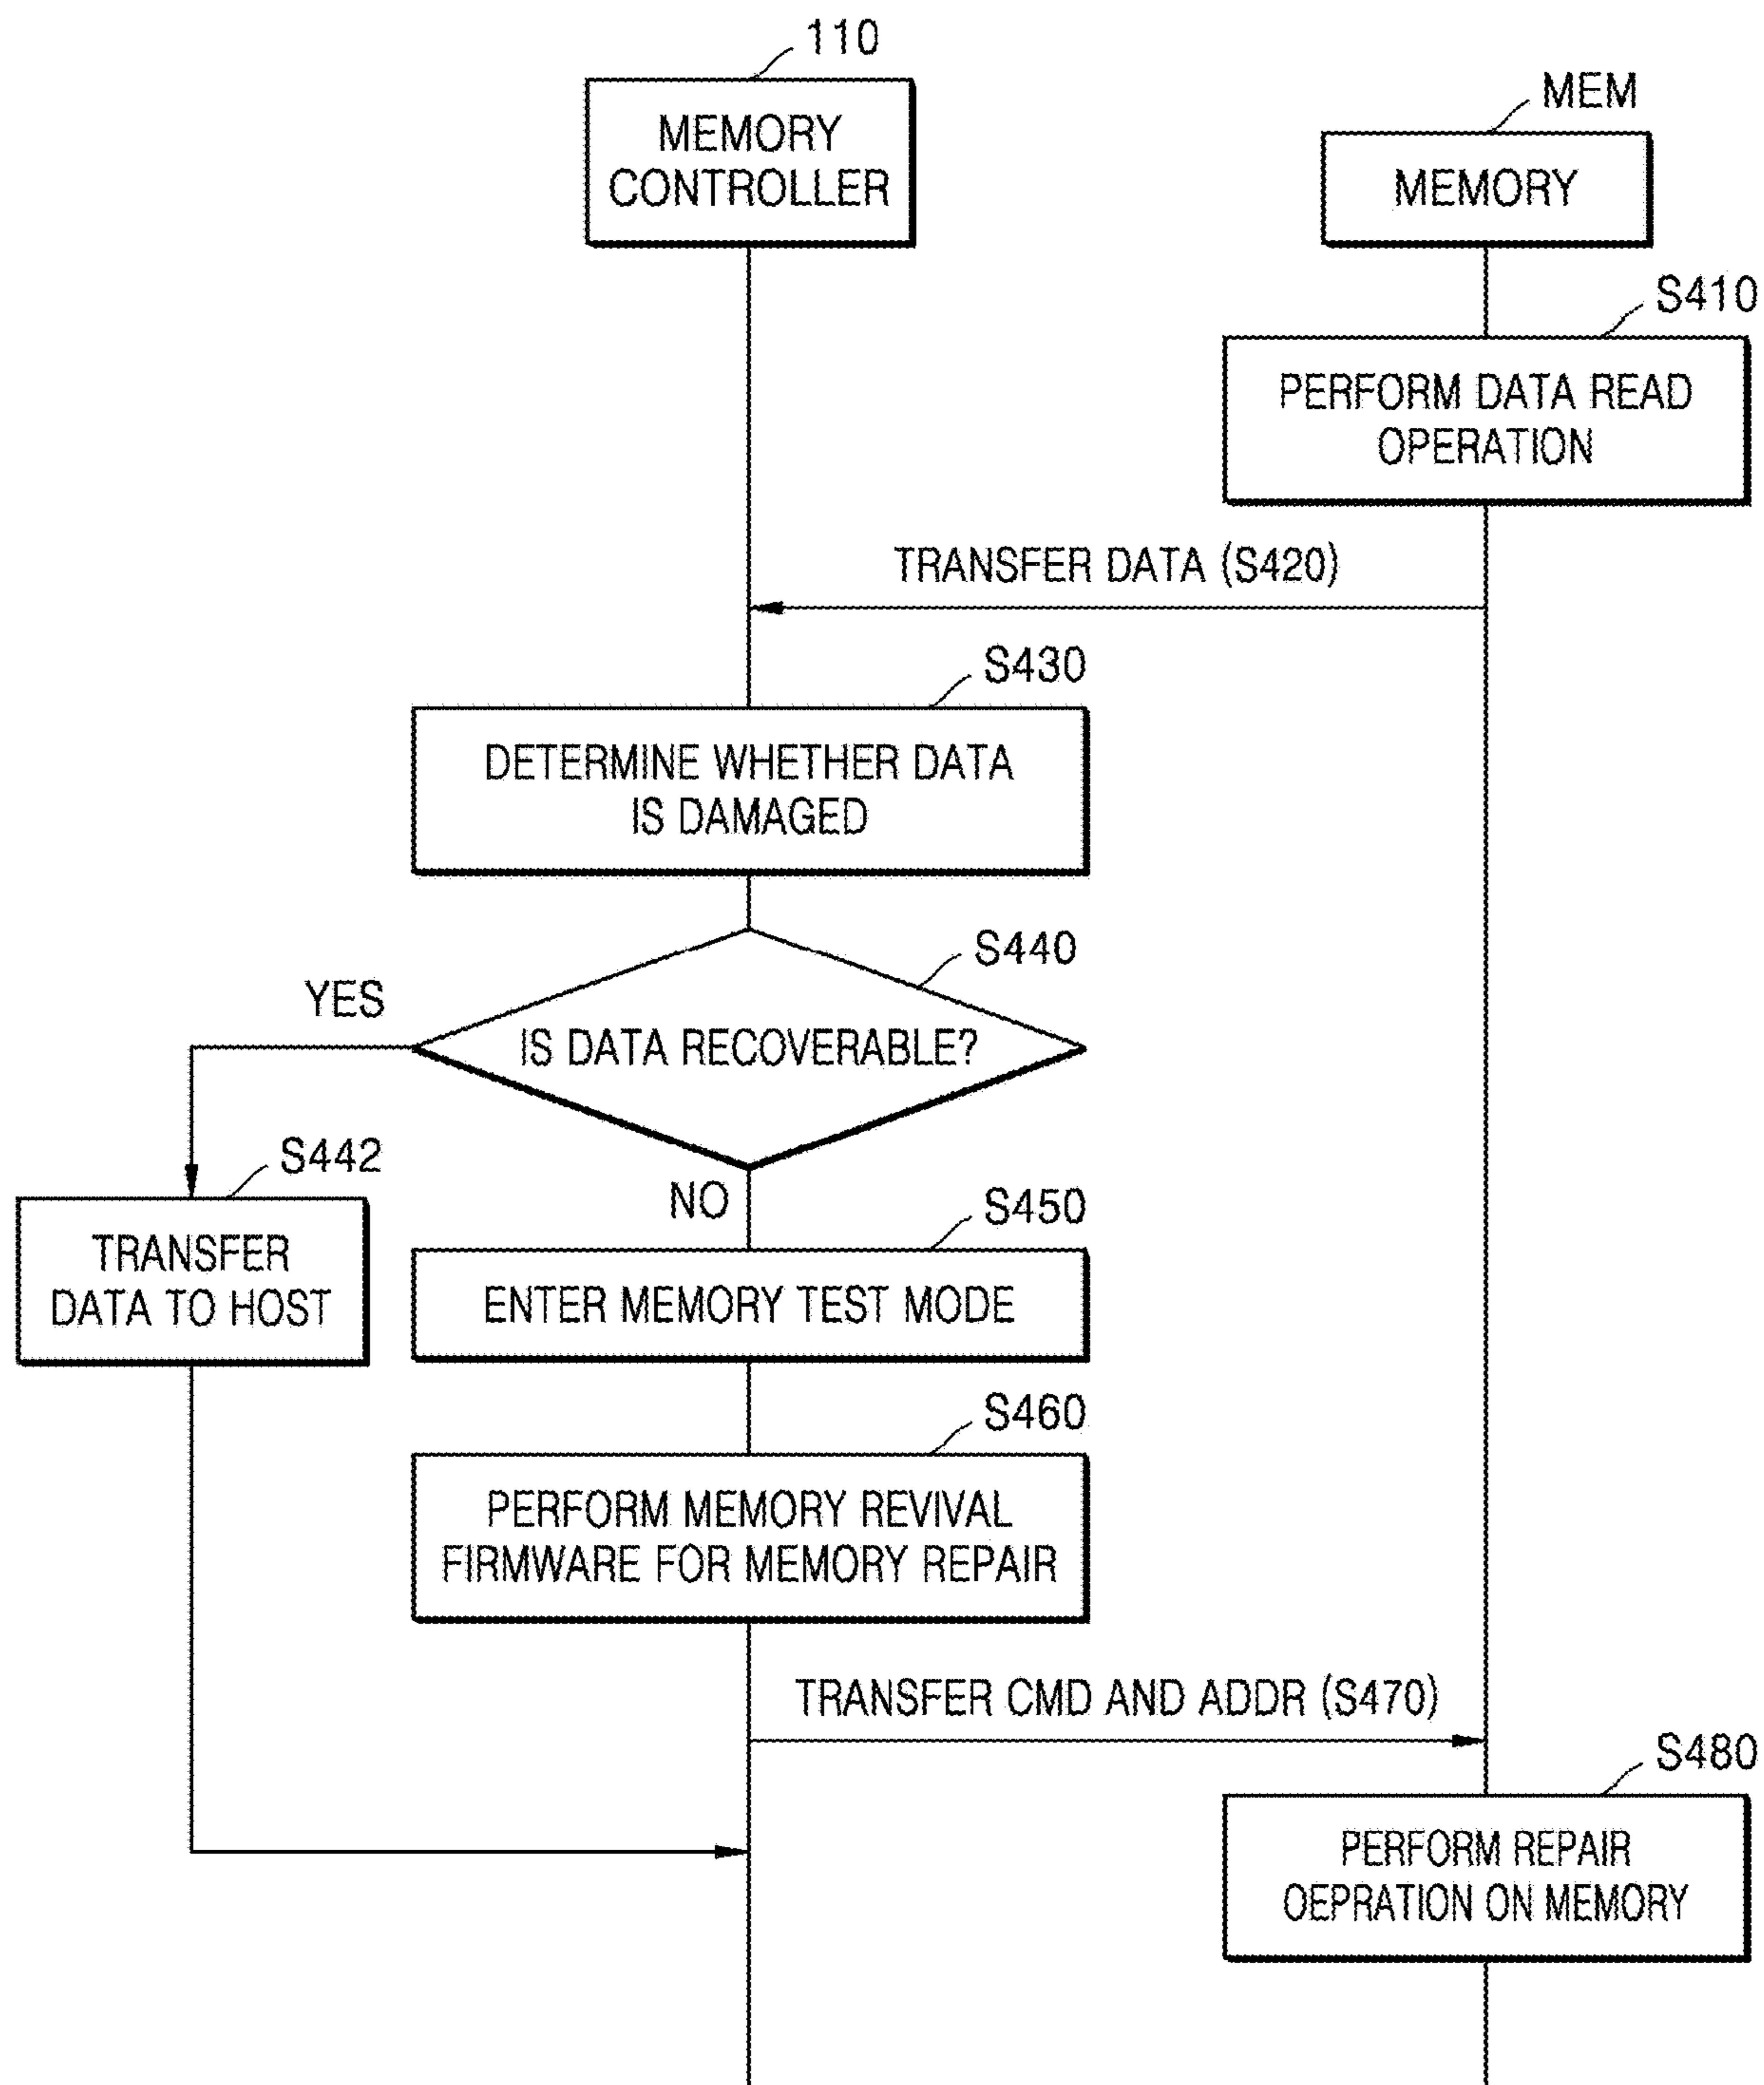 110
MEMORY
CONTROLLER
MEM
MEMORY
S410
PERFORM DATA READ
OPERATION
TRANSFER DATA (S420)
S430
DETERMINE WHETHER DATA
IS DAMAGED
S440
YES
IS DATA RECOVERABLE?
S442
NO
S450
TRANSFER
DATA TO HOST
ENTER MEMORY TEST MODE
S460
PERFORM MEMORY REVIVAL
FIRMWARE FOR MEMORY REPAIR
TRANSFER CMD AND ADDR (S470)
S480
PERFORM REPAIR
OEPRATION ON MEMORY